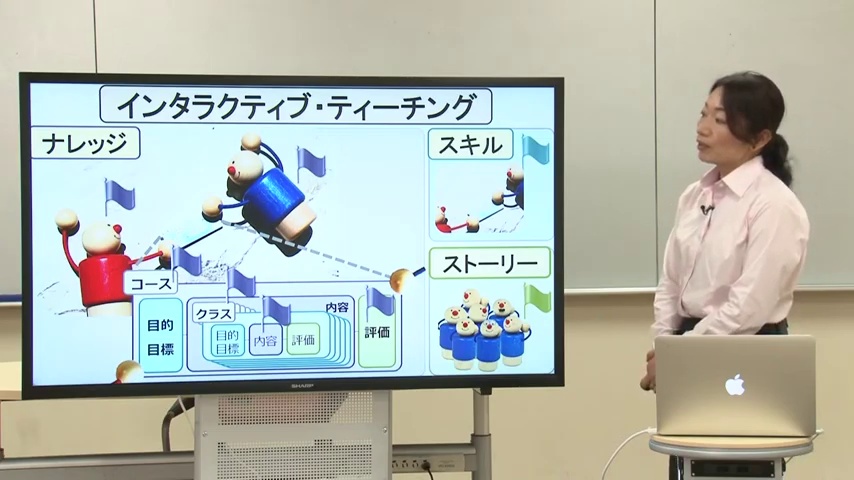 インタラクティブ・ティーチング
ナレッジ
スキル
ストーリー
コース
目的
目標
クラス
内容
目的
目標
内容
評価
評価
SHARP